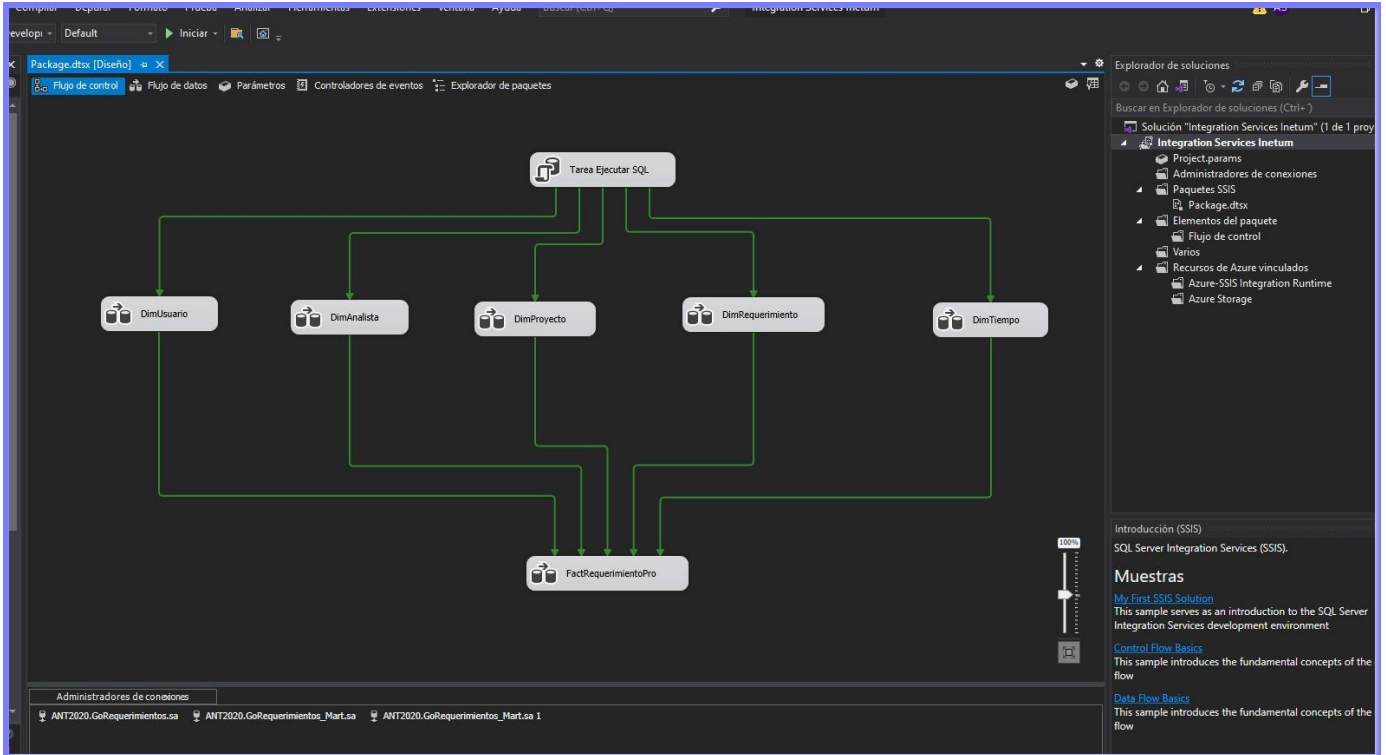 Compilar Depurar Formato Prueba Analizar Herramientas Extensiones Ventana Ayuda Buscar (Ctrl+Q) Integration Services Inetum
Default Iniciar
Package.dtsx [Diseño]
Flujo de control Flujo de datos Parámetros Controladores de eventos Explorador de paquetes
Tarea Ejecutar SQL
DimUsuario
DimAnalista
DimProyecto
DimRequerimiento
DimTiempo
FactRequerimientoPro
100%
Administradores de conexiones
ANT2020.GoRequerimientos.sa ANT2020.GoRequerimientos_Mart.sa ANT2020.GoRequerimientos_Mart.sa 1
Explorador de soluciones
Buscar en Explorador de soluciones (Ctrl+´)
Solución "Integration Services Inetum" (1 de 1 proy
Integration Services Inetum
Project.params
Administradores de conexiones
Paquetes SSIS
Package.dtsx
Elementos del paquete
Flujo de control
Varios
Recursos de Azure vinculados
Azure-SSIS Integration Runtime
Azure Storage
Introducción (SSIS)
SQL Server Integration Services (SSIS).
Muestras
My First SSIS Solution
This sample serves as an introduction to the SQL Server
Integration Services development environment
Control Flow Basics
This sample introduces the fundamental concepts of the
flow
Data Flow Basics
This sample introduces the fundamental concepts of the
flow